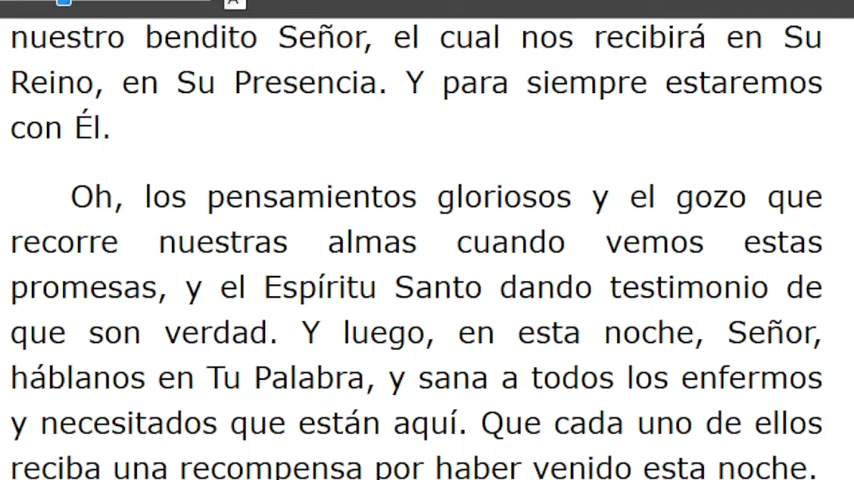 nuestro bendito Señor, el cual nos recibirá en Su
Reino, en Su Presencia. Y para siempre estaremos
con Él.
Oh, los pensamientos gloriosos y el gozo que
recorre nuestras almas cuando vemos estas
promesas, y el Espíritu Santo dando testimonio de
que son verdad. Y luego, en esta noche, Señor,
háblanos en Tu Palabra, y sana a todos los enfermos
y necesitados que están aquí. Que cada uno de ellos
reciba una recompensa por haber venido esta noche.